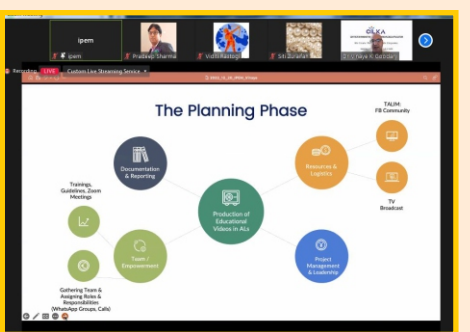 ipem
ipem
Pradeep Sharma
Vidhi Rastogi
Siti Zulaifah
Recording
LIVE
Custom Live Streaming Service
The Planning Phase
TALIM:
FB Community
Documentation
& Reporting
Resources &
Logistics
Trainings,
Guidelines, Zoom
Meetings
TV
Broadcast
Production of
Educational
Videos in ALs
Team /
Empowerment
Project
Management
& Leadership
Gathering Team &
Assigning Roles &
Responsibilities
(WhatsApp Groups, Calls)